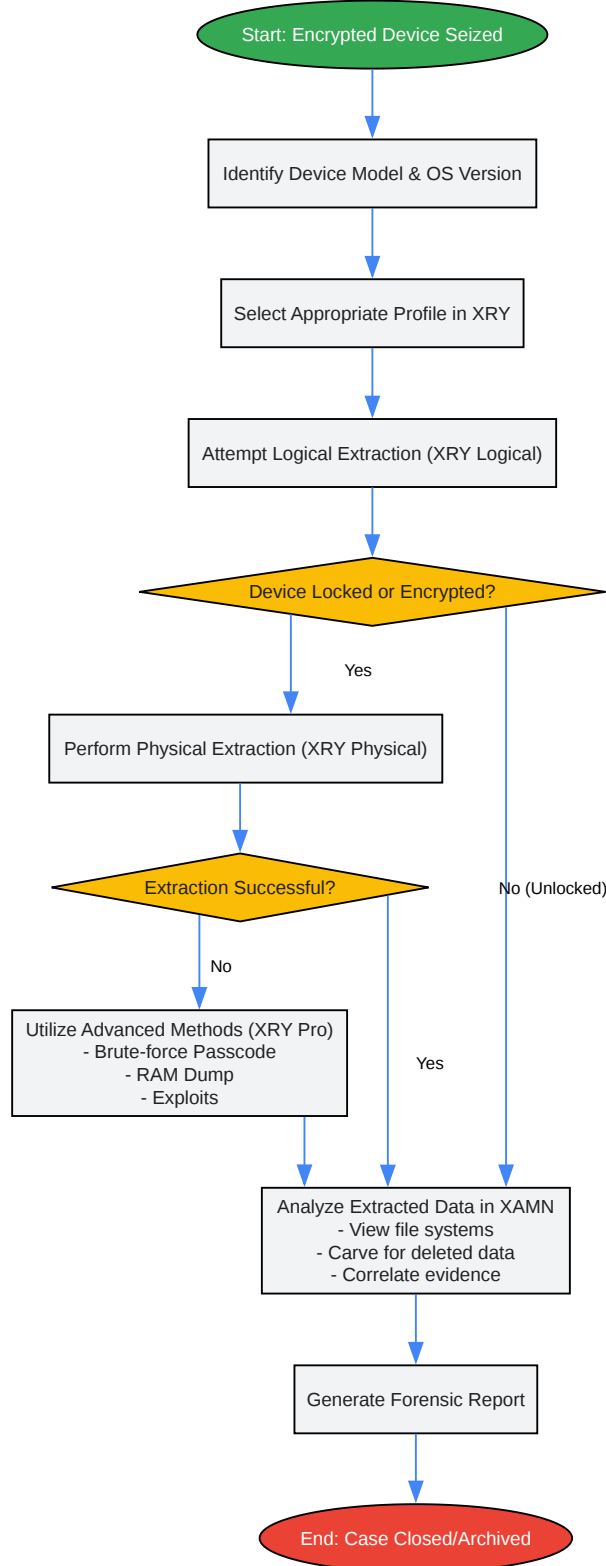 Start: Encrypted Device Seized
Identify Device Model & OS Version
Select Appropriate Profile in XRY
Attempt Logical Extraction (XRY Logical)
Device Locked or Encrypted?
Yes
Perform Physical Extraction (XRY Physical)
Extraction Successful?
No (Unlocked)
No
Utilize Advanced Methods (XRY Pro)
- Brute-force Passcode
- RAM Dump
- Exploits
Yes
Analyze Extracted Data in XAMN
- View file systems
- Carve for deleted data
- Correlate evidence
Generate Forensic Report
End: Case Closed/Archived